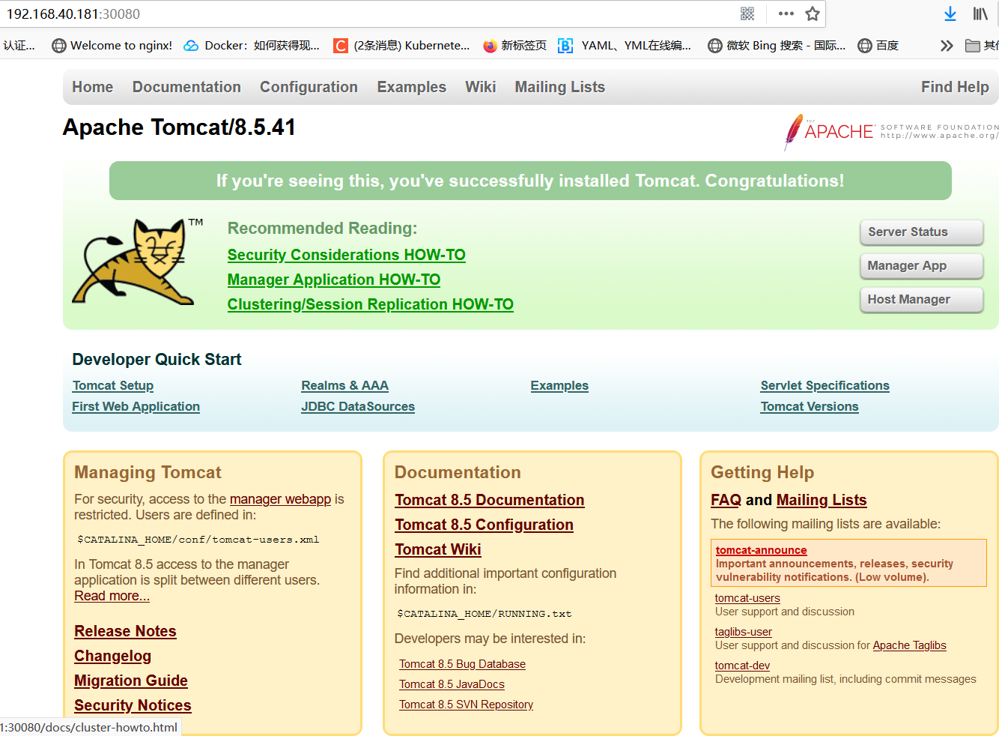 192.168.40.181:30080
认证... Welcome to nginx! Docker：如何获得现... (2条消息) Kubernete... 新标签页 YAML、YML在线编... 微软 Bing 搜索 - 国际... 百度
Home Documentation Configuration Examples Wiki Mailing Lists Find Help
Apache Tomcat/8.5.41
THE APACHE® SOFTWARE FOUNDATION
http://www.apache.org/
If you're seeing this, you've successfully installed Tomcat. Congratulations!
TM
Recommended Reading:
Security Considerations HOW-TO
Manager Application HOW-TO
Clustering/Session Replication HOW-TO
Server Status
Manager App
Host Manager
Developer Quick Start
Tomcat Setup Realms & AAA Examples Servlet Specifications
First Web Application JDBC DataSources Tomcat Versions
Managing Tomcat
For security, access to the manager webapp is
restricted. Users are defined in:
$CATALINA_HOME/conf/tomcat-users.xml
In Tomcat 8.5 access to the manager
application is split between different users.
Read more...
Release Notes
Changelog
Migration Guide
Security Notices
Documentation
Tomcat 8.5 Documentation
Tomcat 8.5 Configuration
Tomcat Wiki
Find additional important configuration
information in:
$CATALINA_HOME/RUNNING.txt
Developers may be interested in:
Tomcat 8.5 Bug Database
Tomcat 8.5 JavaDocs
Tomcat 8.5 SVN Repository
Getting Help
FAQ and Mailing Lists
The following mailing lists are available:
tomcat-announce
Important announcements, releases, security
vulnerability notifications. (Low volume).
tomcat-users
User support and discussion
taglibs-user
User support and discussion for Apache Taglibs
tomcat-dev
Development mailing list, including commit messages
1:30080/docs/cluster-howto.html